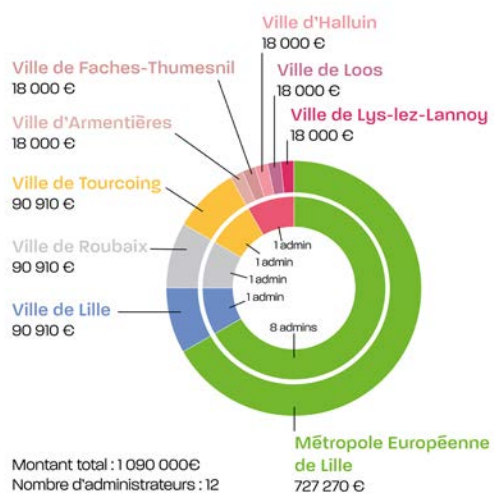 Ville d'Halluin
18 000 €
Ville de Faches-Thumesnil
18 000 €
Ville de Loos
18 000 €
Ville d'Armentières
18 000 €
Ville de Lys-lez-Lannoy
18 000 €
Ville de Tourcoing
90 910 €
Ville de Roubaix
90 910 €
Ville de Lille
90 910 €
1 admin
1 admin
1 admin
1 admin
8 admins
Métropole Européenne
de Lille
727 270 €
Montant total : 1 090 000€
Nombre d'administrateurs : 12